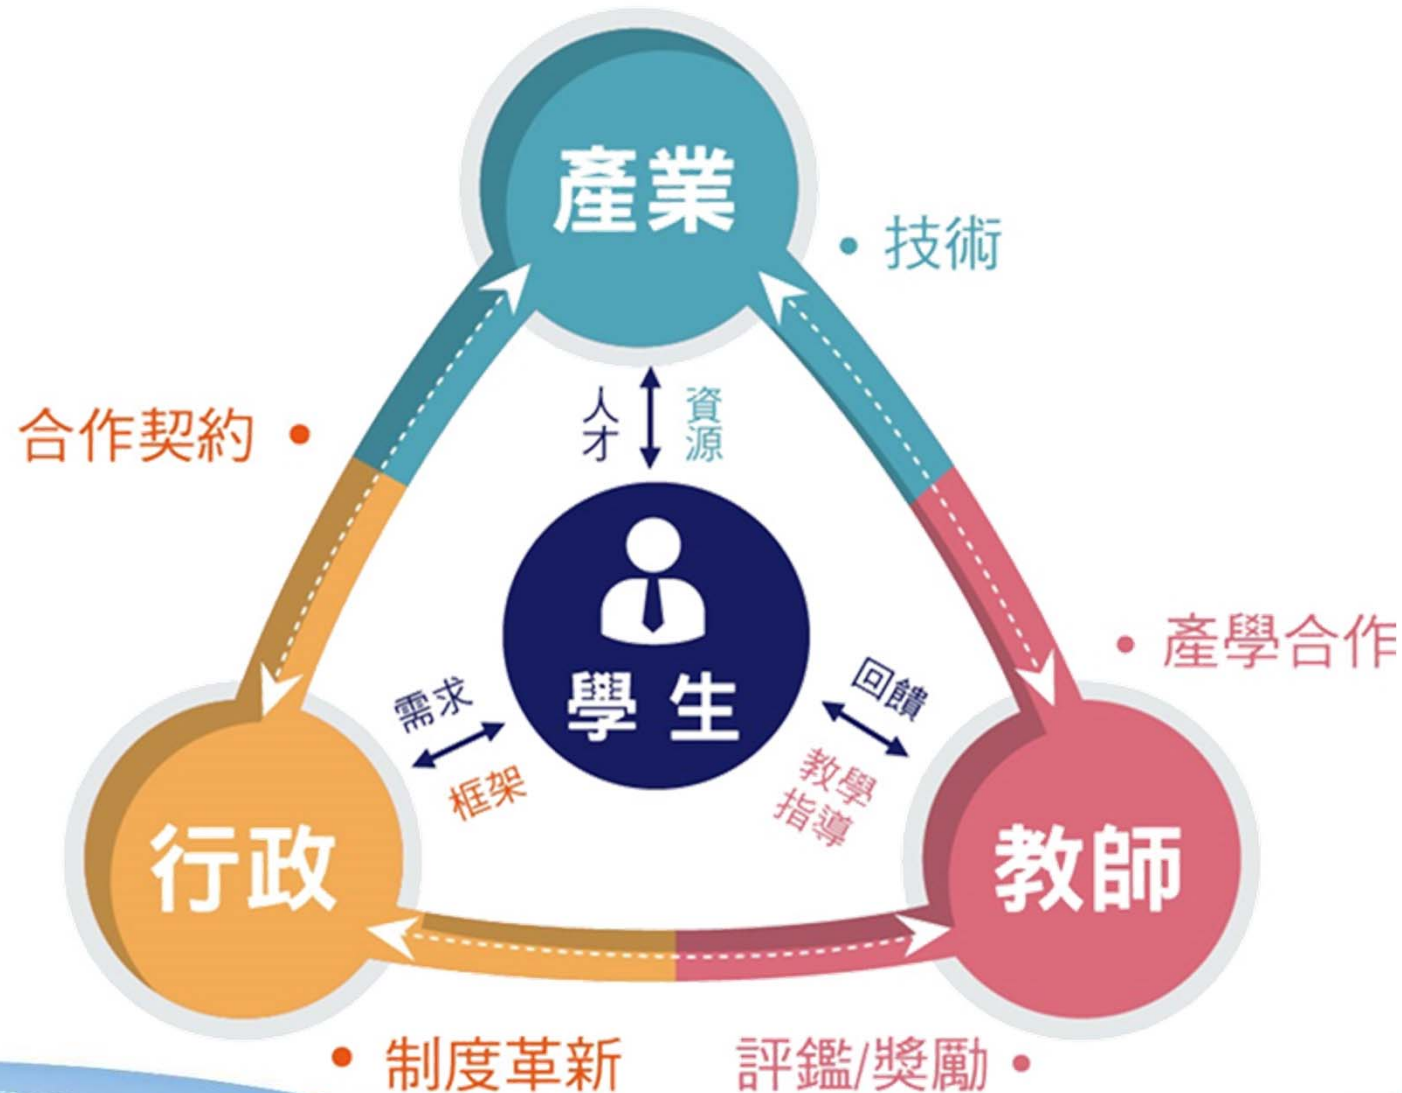 產業
• 技術
合作契約 •
人才
資源
學生
• 產學合作
需求
框架
回饋
教學
指導
行政
教師
• 制度革新
評鑑/獎勵 •